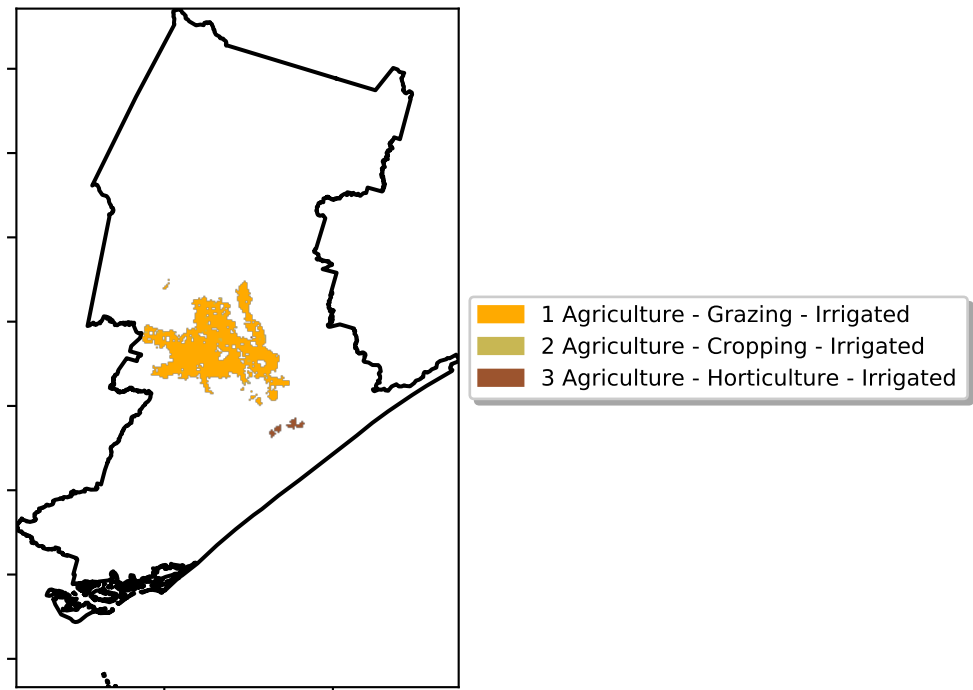 1 Agriculture - Grazing - Irrigated
2 Agriculture - Cropping - Irrigated
3 Agriculture - Horticulture - Irrigated